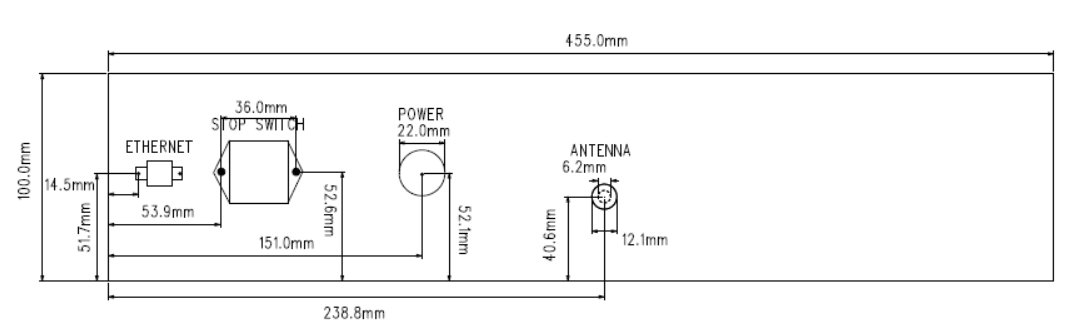 455.0mm
36.0mm
STOP SWITCH
POWER
22.0mm
ETHERNET
ANTENNA
6.2mm
100.0mm
14.5mm
53.9mm
52.6mm
51.7mm
151.0mm
52.1mm
40.6mm
12.1mm
238.8mm